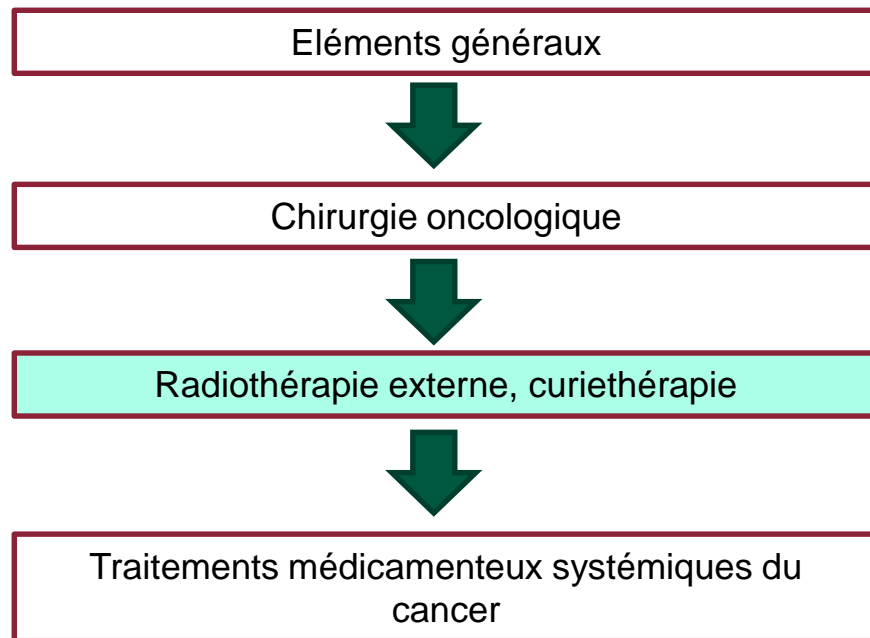 Eléments généraux
Chirurgie oncologique
Radiothérapie externe, curiethérapie
Traitements médicamenteux systémiques du
cancer